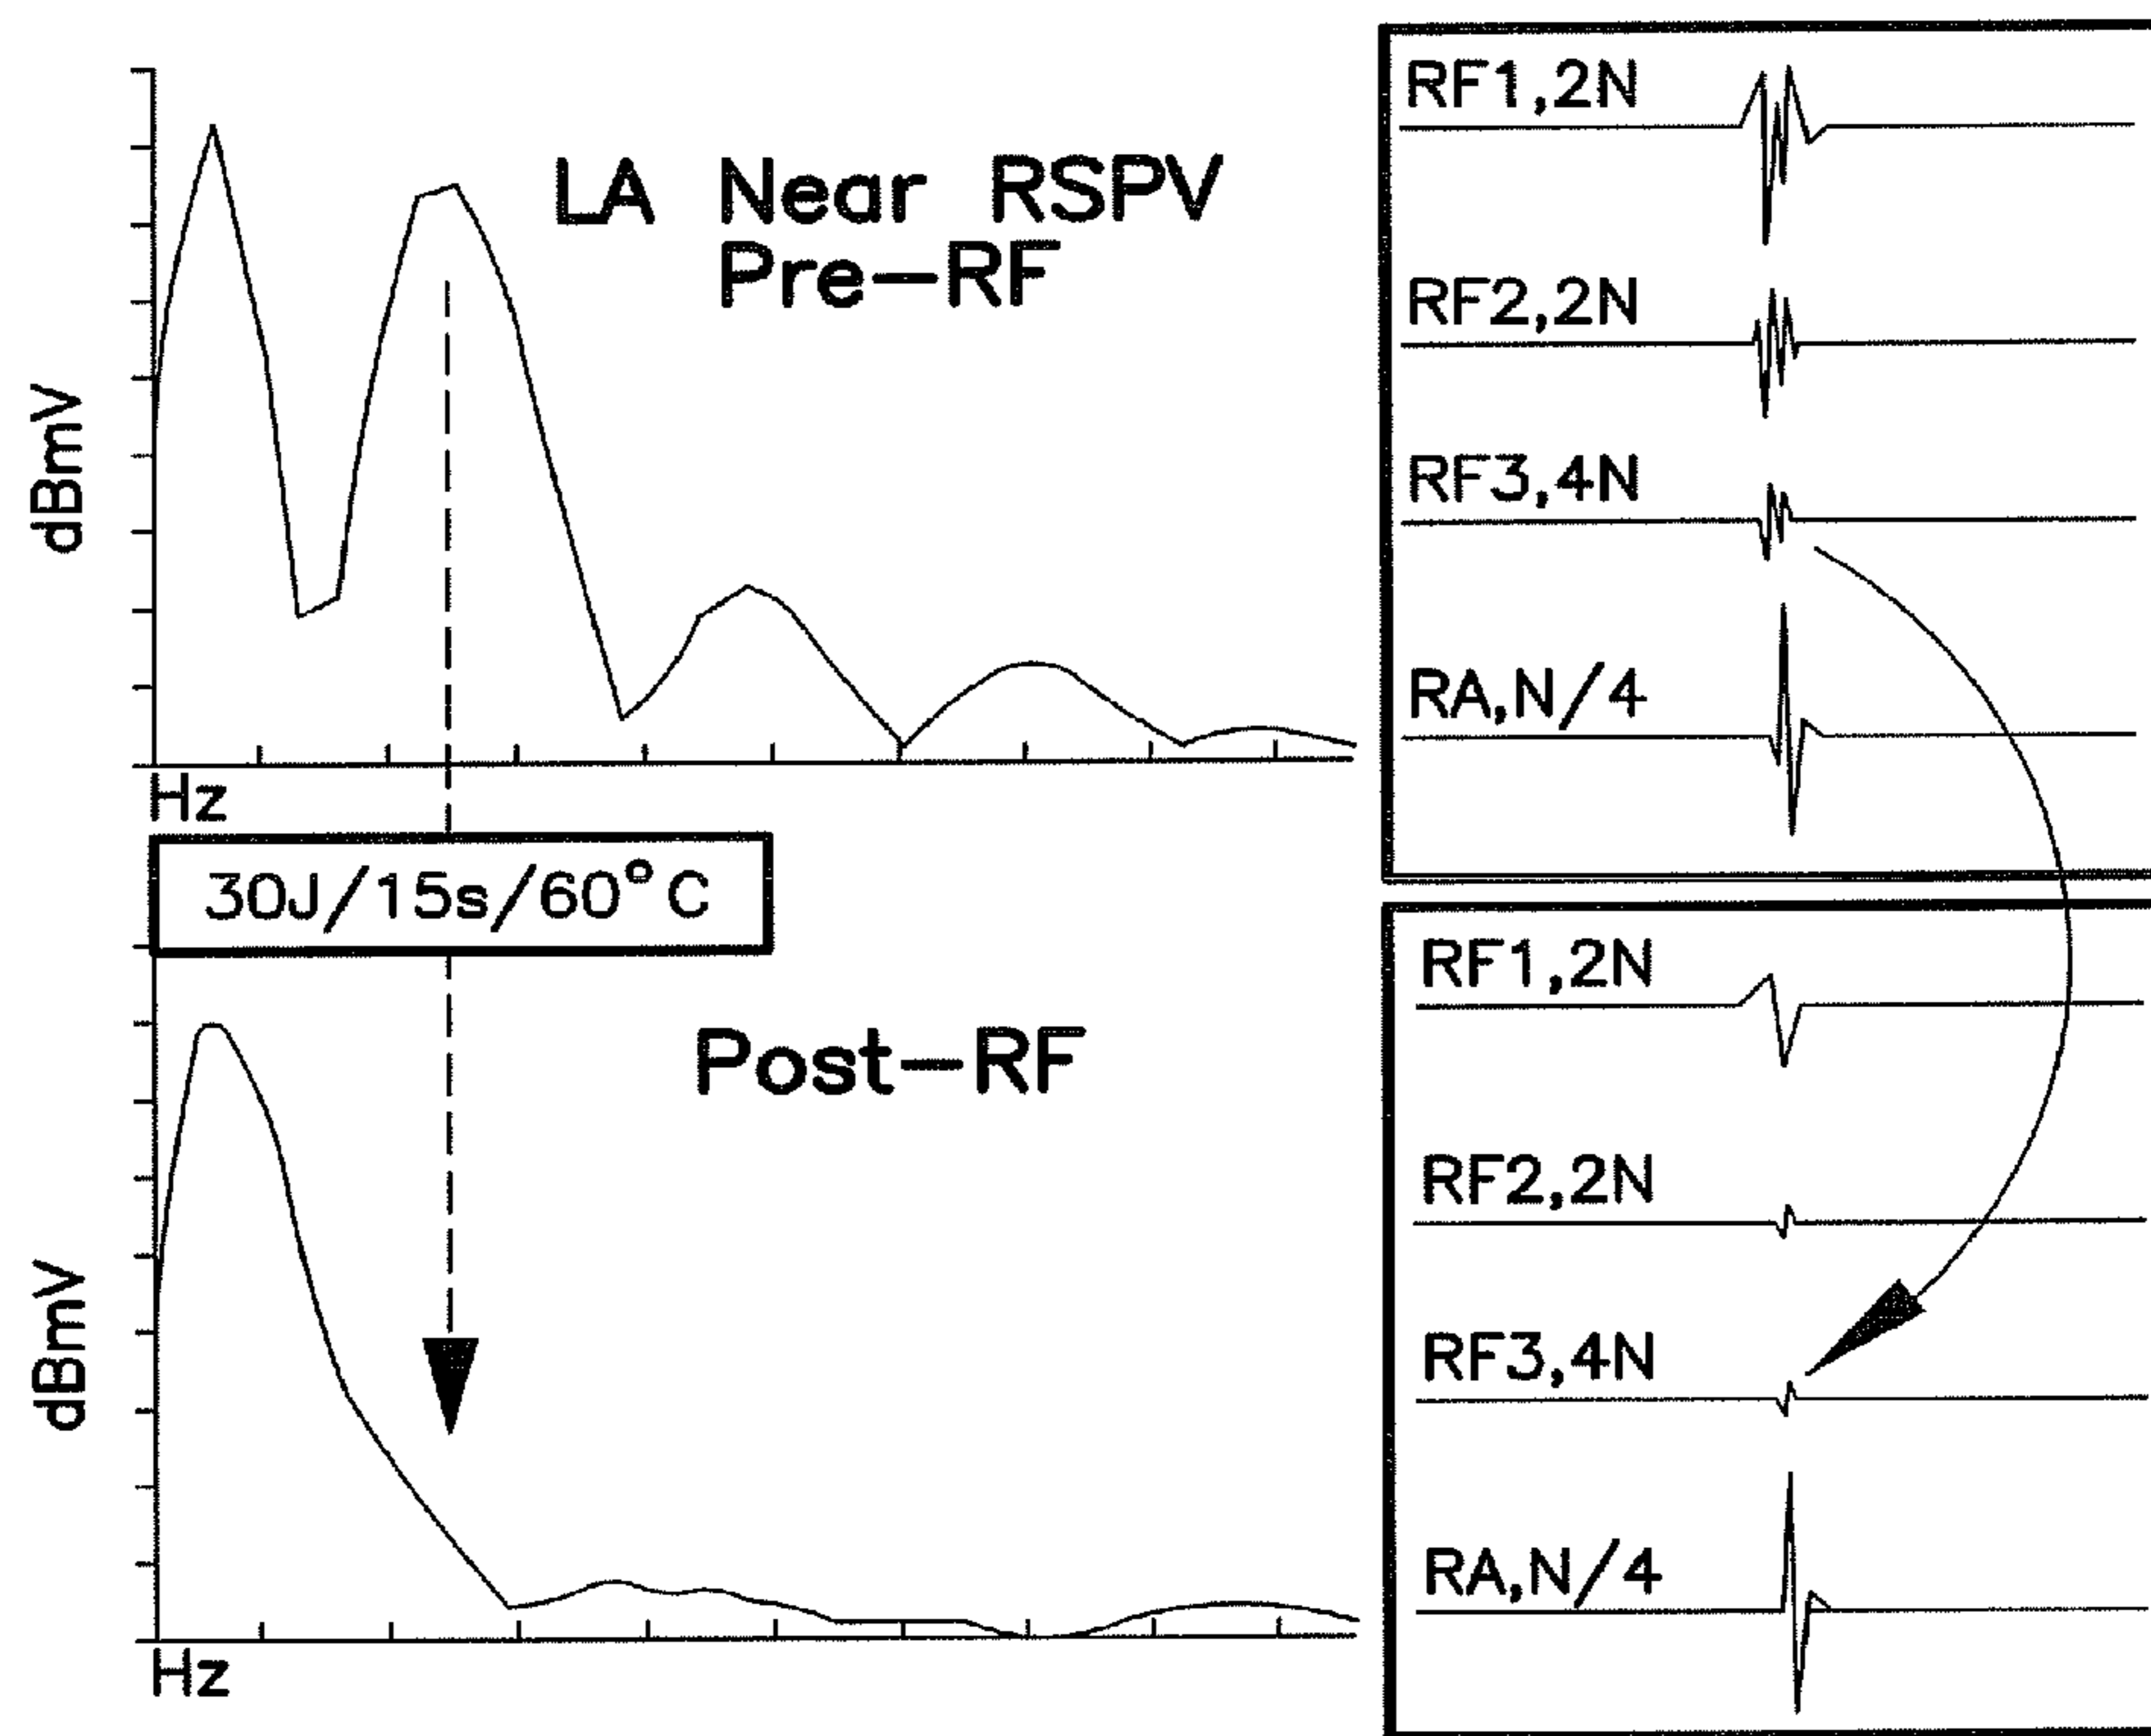 LA Near RSPV
Pre-RF
dBmV
Hz
30J/15s/60°C
Post-RF
dBmV
Hz
RF1,2N
RF2,2N
RF3,4N
RA,N/4
RF1,2N
RF2,2N
RF3,4N
RA,N/4